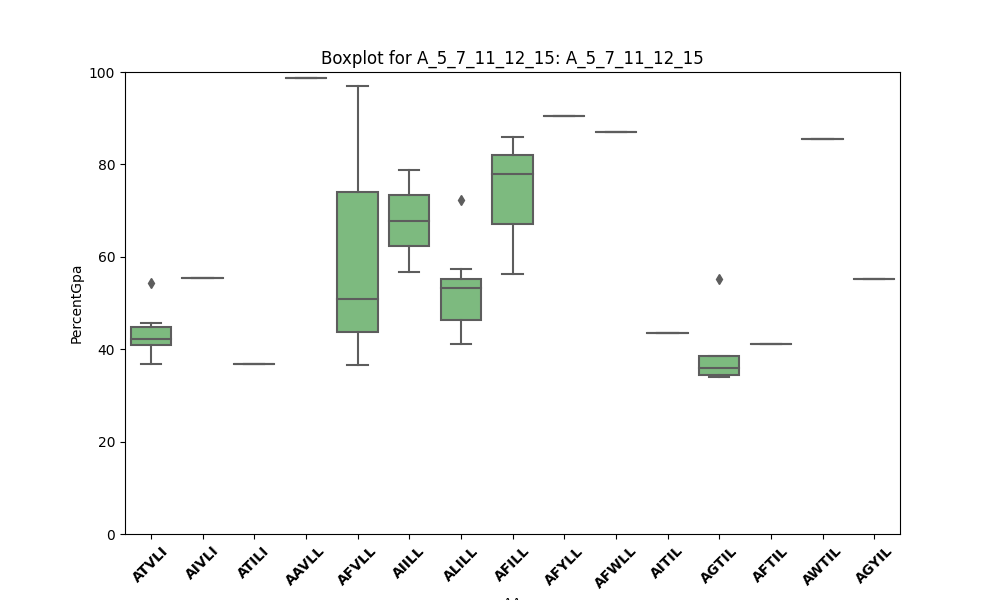 Boxplot for A_5_7_11_12_15: A_5_7_11_12_15
PercentGpa
100
80
60
40
20
0
ATVLI
AIVLI
ATILI
AAVLL
AFVLL
AIILL
ALILL
AFILL
AFYLL
AFWLL
AITIL
AGTIL
AFTIL
AWTIL
AGYIL